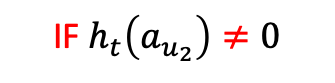 IF h_t(a_{u_2}) ≠ 0